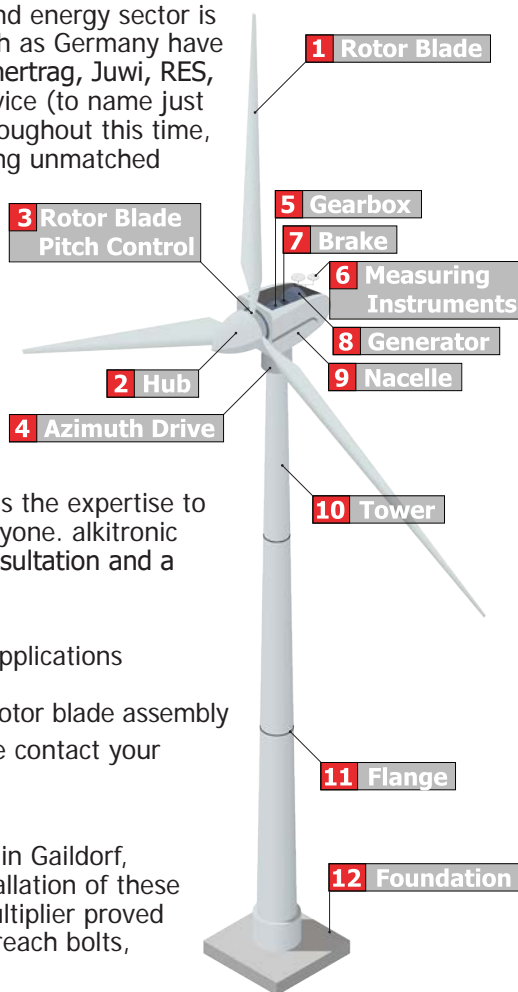 nd energy sector is
h as Germany have
nertrag, Juwi, RES,
vice (to name just
oughout this time,
ng unmatched
1 Rotor Blade
5 Gearbox
3 Rotor Blade
Pitch Control
7 Brake
6 Measuring
Instruments
8 Generator
2 Hub
9 Nacelle
4 Azimuth Drive
s the expertise to
yone. alkitronic
sultation and a
10 Tower
pplications
otor blade assembly
e contact your
11 Flange
in Gaildorf,
allation of these
12 Foundation
ultiplier proved
reach bolts,